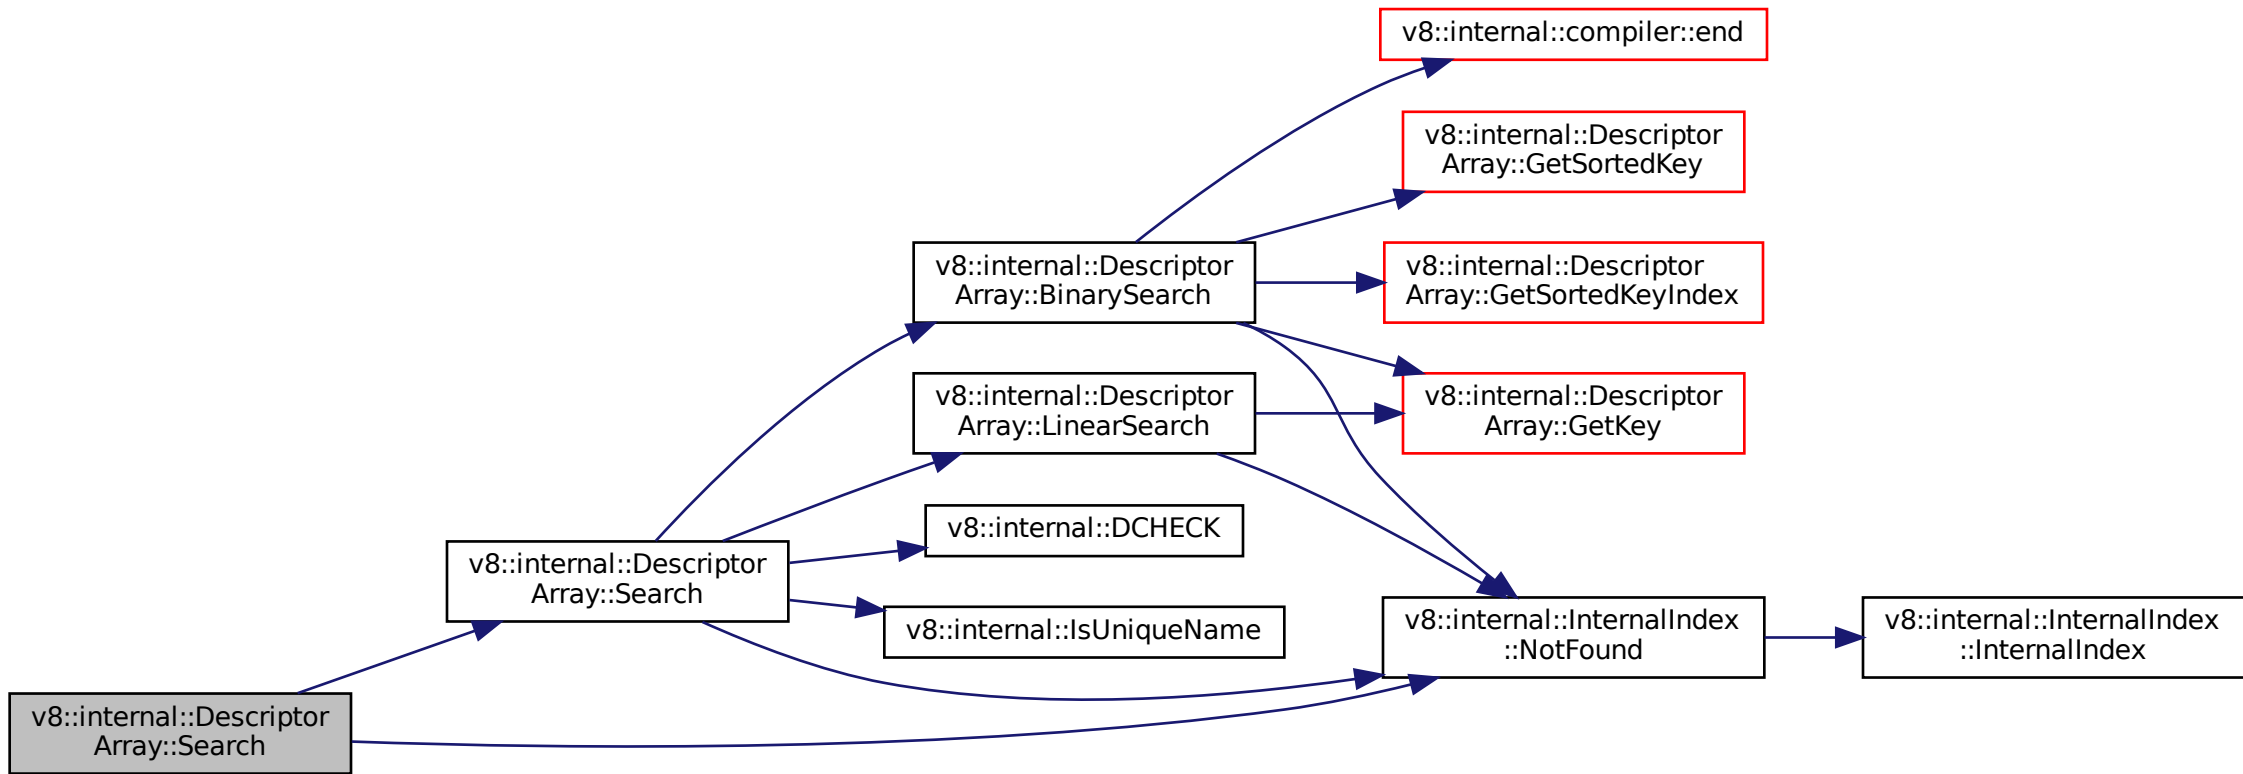 v8::internal::compiler::end
v8::internal::Descriptor
Array::GetSortedKey
v8::internal::Descriptor
Array::BinarySearch
v8::internal::Descriptor
Array::GetSortedKeyIndex
v8::internal::Descriptor
Array::LinearSearch
v8::internal::Descriptor
Array::GetKey
v8::internal::DCHECK
v8::internal::Descriptor
Array::Search
v8::internal::IsUniqueName
v8::internal::InternalIndex
::NotFound
v8::internal::InternalIndex
::InternalIndex
v8::internal::Descriptor
Array::Search